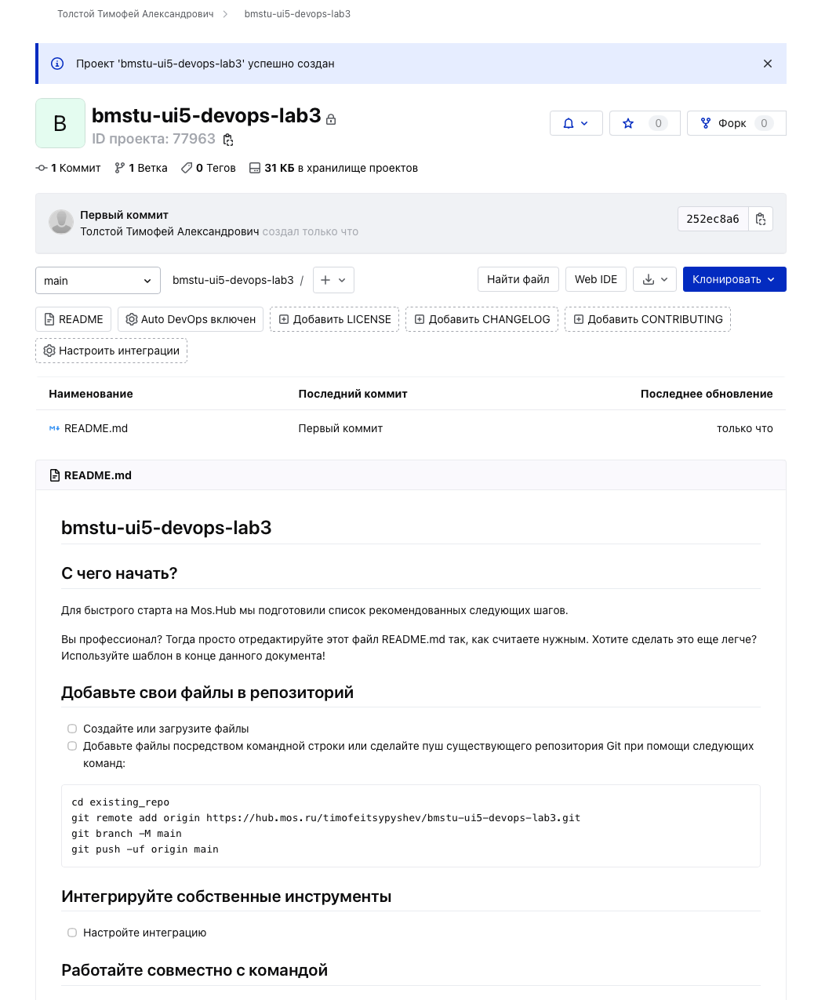 Толстой Тимофей Александрович > bmstu-ui5-devops-lab3
Проект 'bmstu-ui5-devops-lab3' успешно создан
B
bmstu-ui5-devops-lab3
0
Форк 0
ID проекта: 77963
1 Коммит 1 Ветка 0 Тегов 31 КБ в хранилище проектов
Первый коммит
Толстой Тимофей Александрович создал только что
252ec8a6
main
bmstu-ui5-devops-lab3 /
Найти файл
Web IDE
Клонировать
README
Auto DevOps включен
Добавить LICENSE
Добавить CHANGELOG
Добавить CONTRIBUTING
Настроить интеграции
Наименование Последний коммит Последнее обновление
README.md Первый коммит только что
README.md
bmstu-ui5-devops-lab3
С чего начать?
Для быстрого старта на Mos.Hub мы подготовили список рекомендованных следующих шагов.
Вы профессионал? Тогда просто отредактируйте этот файл README.md так, как считаете нужным. Хотите сделать это еще легче?
Используйте шаблон в конце данного документа!
Добавьте свои файлы в репозиторий
Создайте или загрузите файлы
Добавьте файлы посредством командной строки или сделайте пуш существующего репозитория Git при помощи следующих
команд:
cd existing_repo
git remote add origin https://hub.mos.ru/timofeitsypyshev/bmstu-ui5-devops-lab3.git
git branch -M main
git push -uf origin main
Интегрируйте собственные инструменты
Настройте интеграцию
Работайте совместно с командой